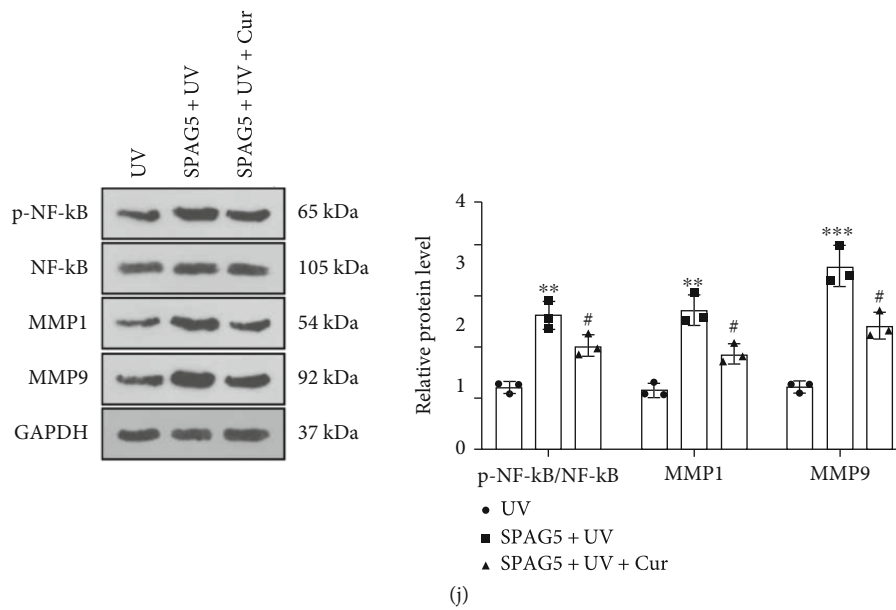 UV
SPAG5 + UV
SPAG5 + UV + Cur
p-NF-kB 65 kDa
NF-kB 105 kDa
MMP1 54 kDa
MMP9 92 kDa
GAPDH 37 kDa
Relative protein level
4
3
2
1
0
** # ** # *** #
p-NF-kB/NF-kB MMP1 MMP9
UV
SPAG5 + UV
SPAG5 + UV + Cur
(j)